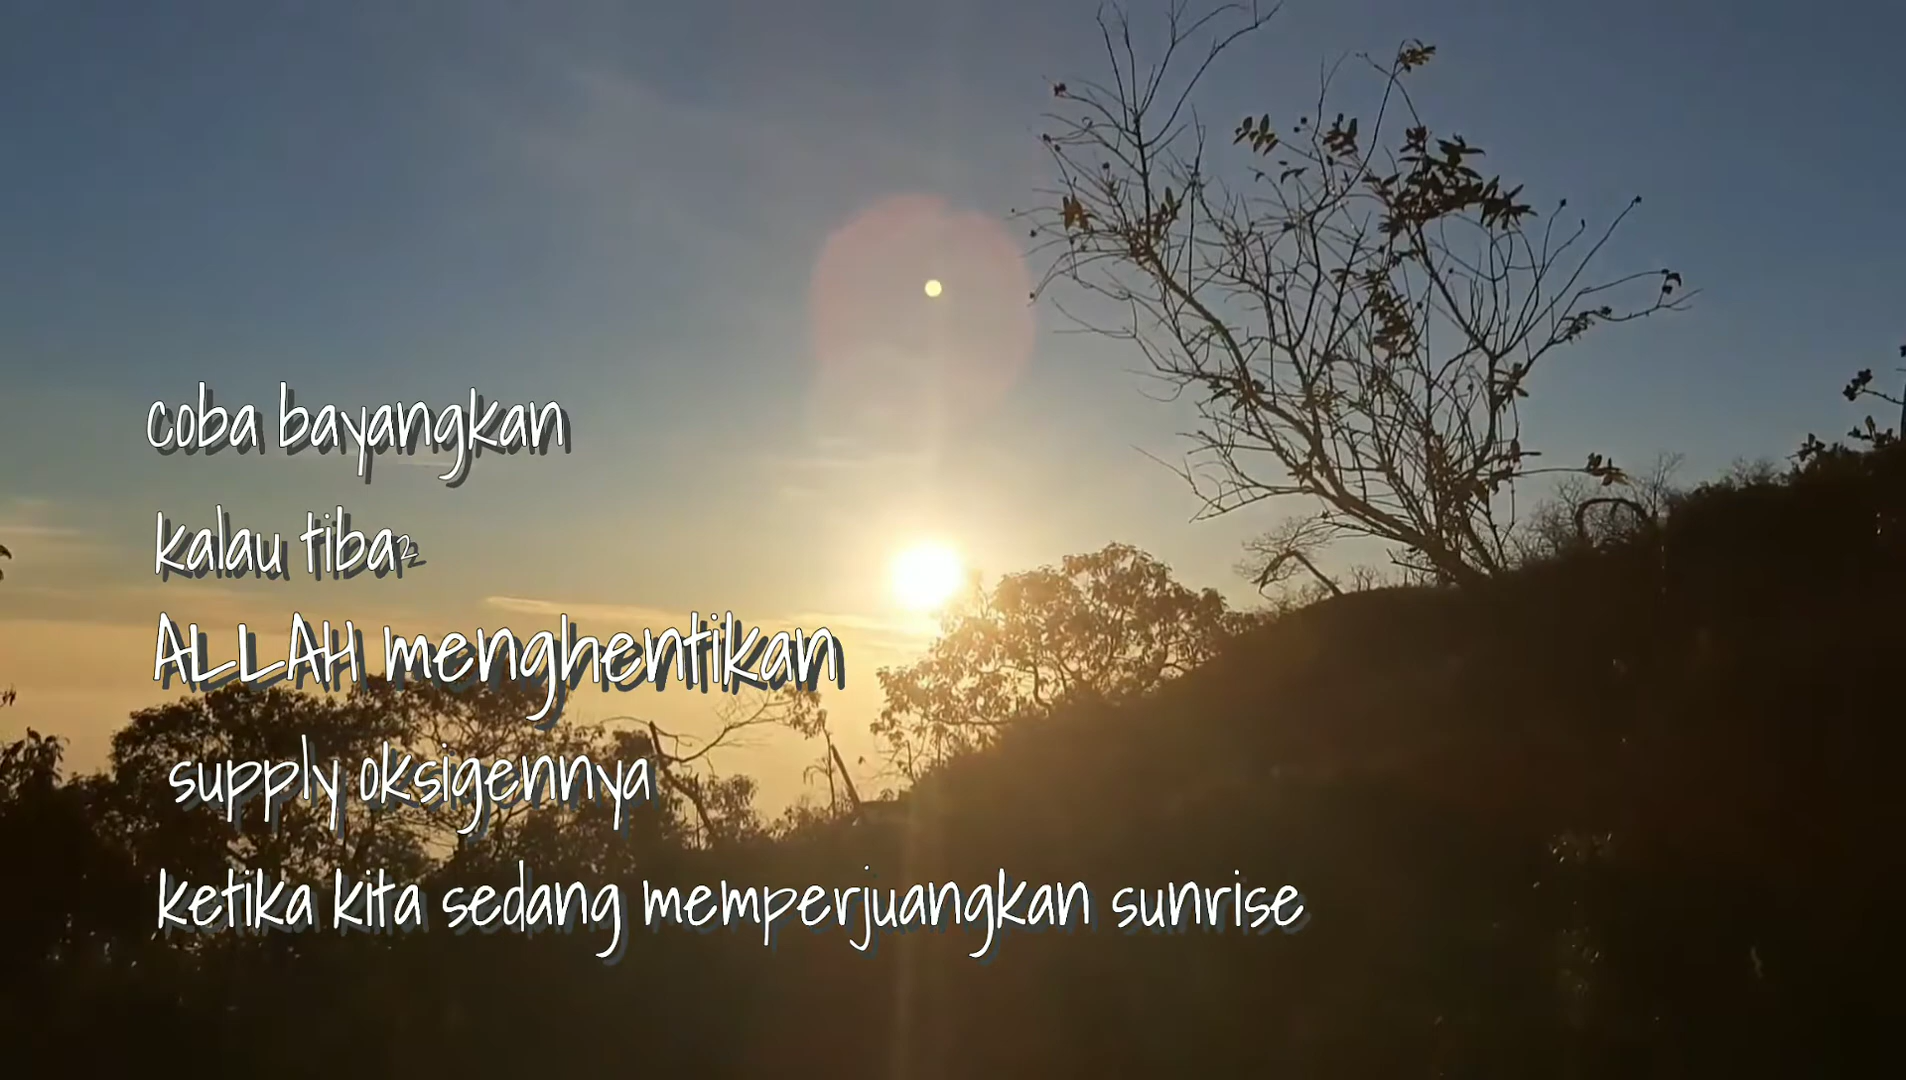 coba bayangkan
kalau tiba2
ALLAH menghentikan
supply oksigennya
ketika kita sedang memperjuangkan sunrise